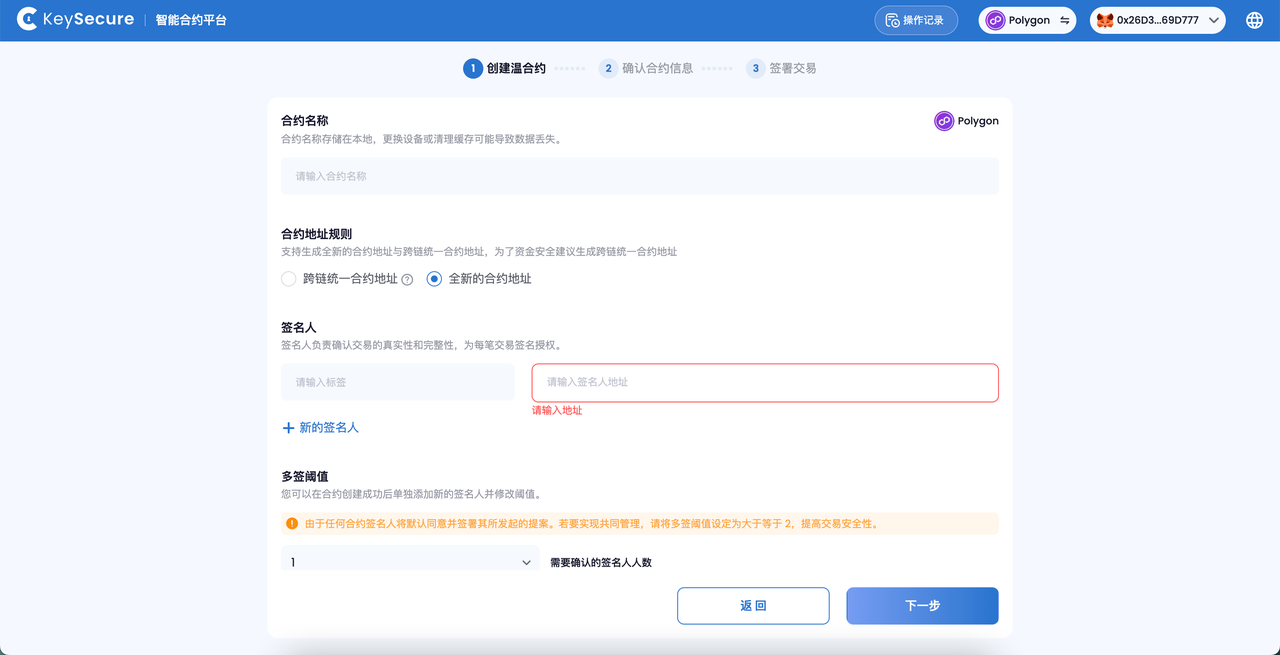 KeySecure
智能合约平台
操作记录
Polygon
0x26D3...69D777
1 创建温合约
2 确认合约信息
3 签署交易
合约名称
Polygon
合约名称存储在本地，更换设备或清理缓存可能导致数据丢失。
请输入合约名称
合约地址规则
支持生成全新的合约地址与跨链统一合约地址，为了资金安全建议生成跨链统一合约地址
跨链统一合约地址 ?
全新的合约地址
签名人
签名人负责确认交易的真实性和完整性，为每笔交易签名授权。
请输入标签
请输入签名人地址
请输入地址
+ 新的签名人
多签阈值
您可以在合约创建成功后单独添加新的签名人并修改阈值。
由于任何合约签名人将默认同意并签署其所发起的提案。若要实现共同管理，请将多签阈值设定为大于等于 2，提高交易安全性。
1
需要确认的签名人人数
返 回
下一步